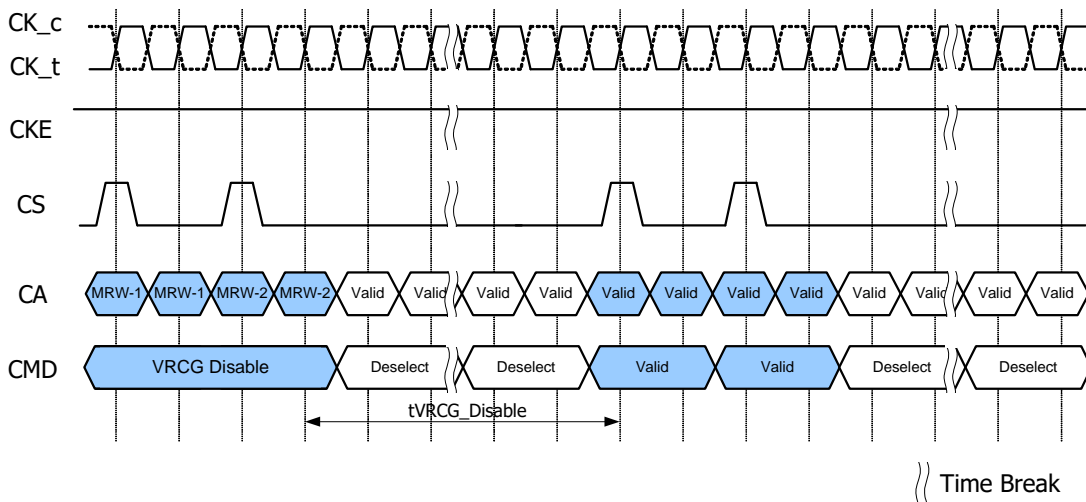 CK_c
CK_t
CKE
CS
CA MRW-1 MRW-1 MRW-2 MRW-2 Valid Valid Valid Valid Valid Valid Valid Valid Valid Valid Valid Valid
CMD VRCG Disable Deselect Deselect Valid Valid Deselect Deselect
tVRCG_Disable
Time Break